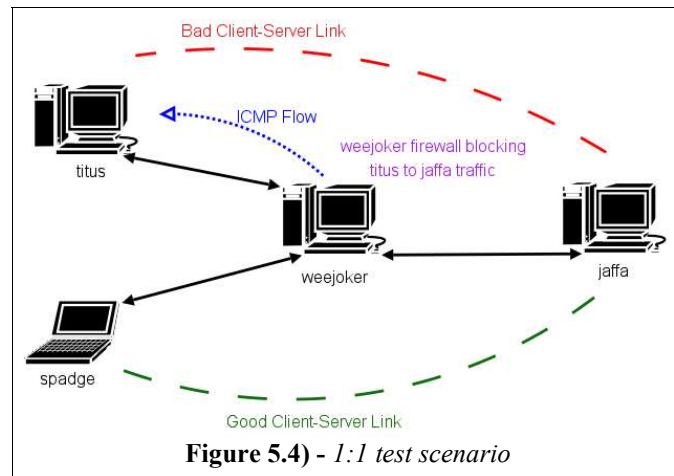 Bad Client-Server Link
ICMP Flow
weejoker firewall blocking
titus to jaffa traffic
titus
weejoker
jaffa
spadge
Good Client-Server Link
Figure 5.4) - 1:1 test scenario